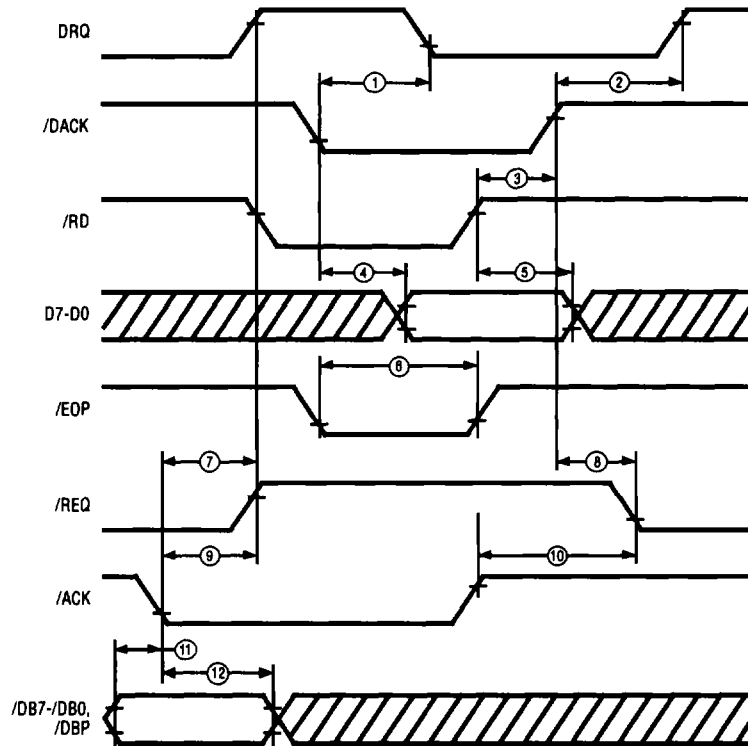 DRQ
① ②
/DACK
③
/RD
④ ⑤
D7-D0
⑥
/EOP
⑦ ⑧
/REQ
⑨ ⑩
/ACK
⑪
⑫
/DB7-/DB0,
/DBP